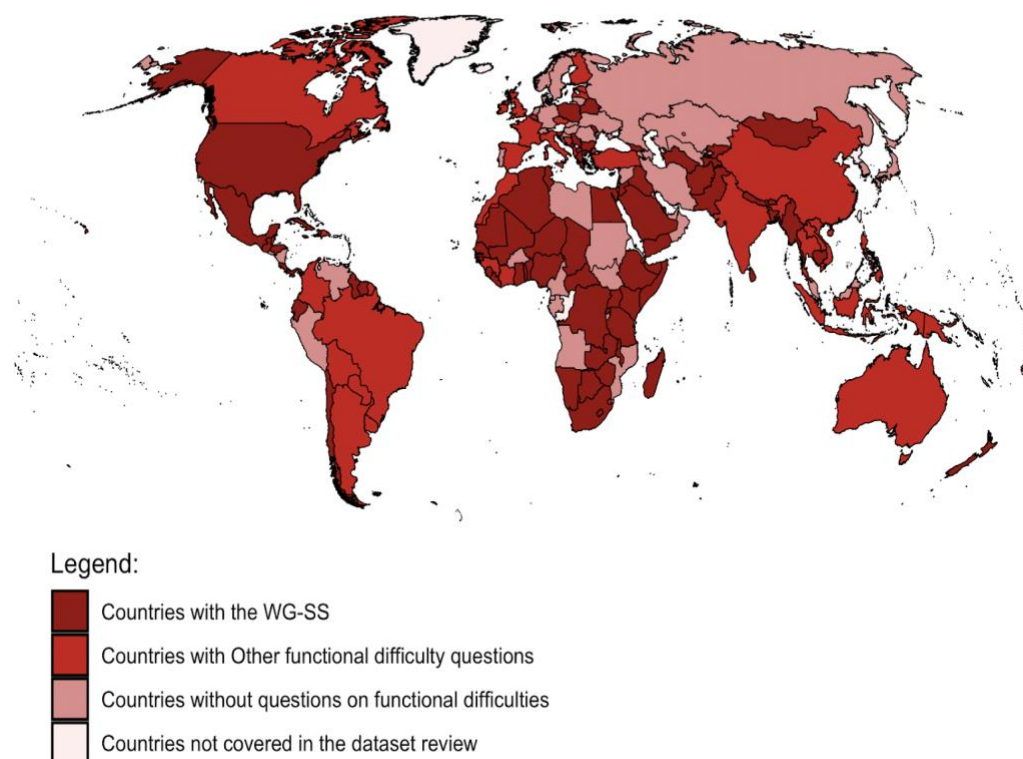 Legend:
Countries with the WG-SS
Countries with Other functional difficulty questions
Countries without questions on functional difficulties
Countries not covered in the dataset review